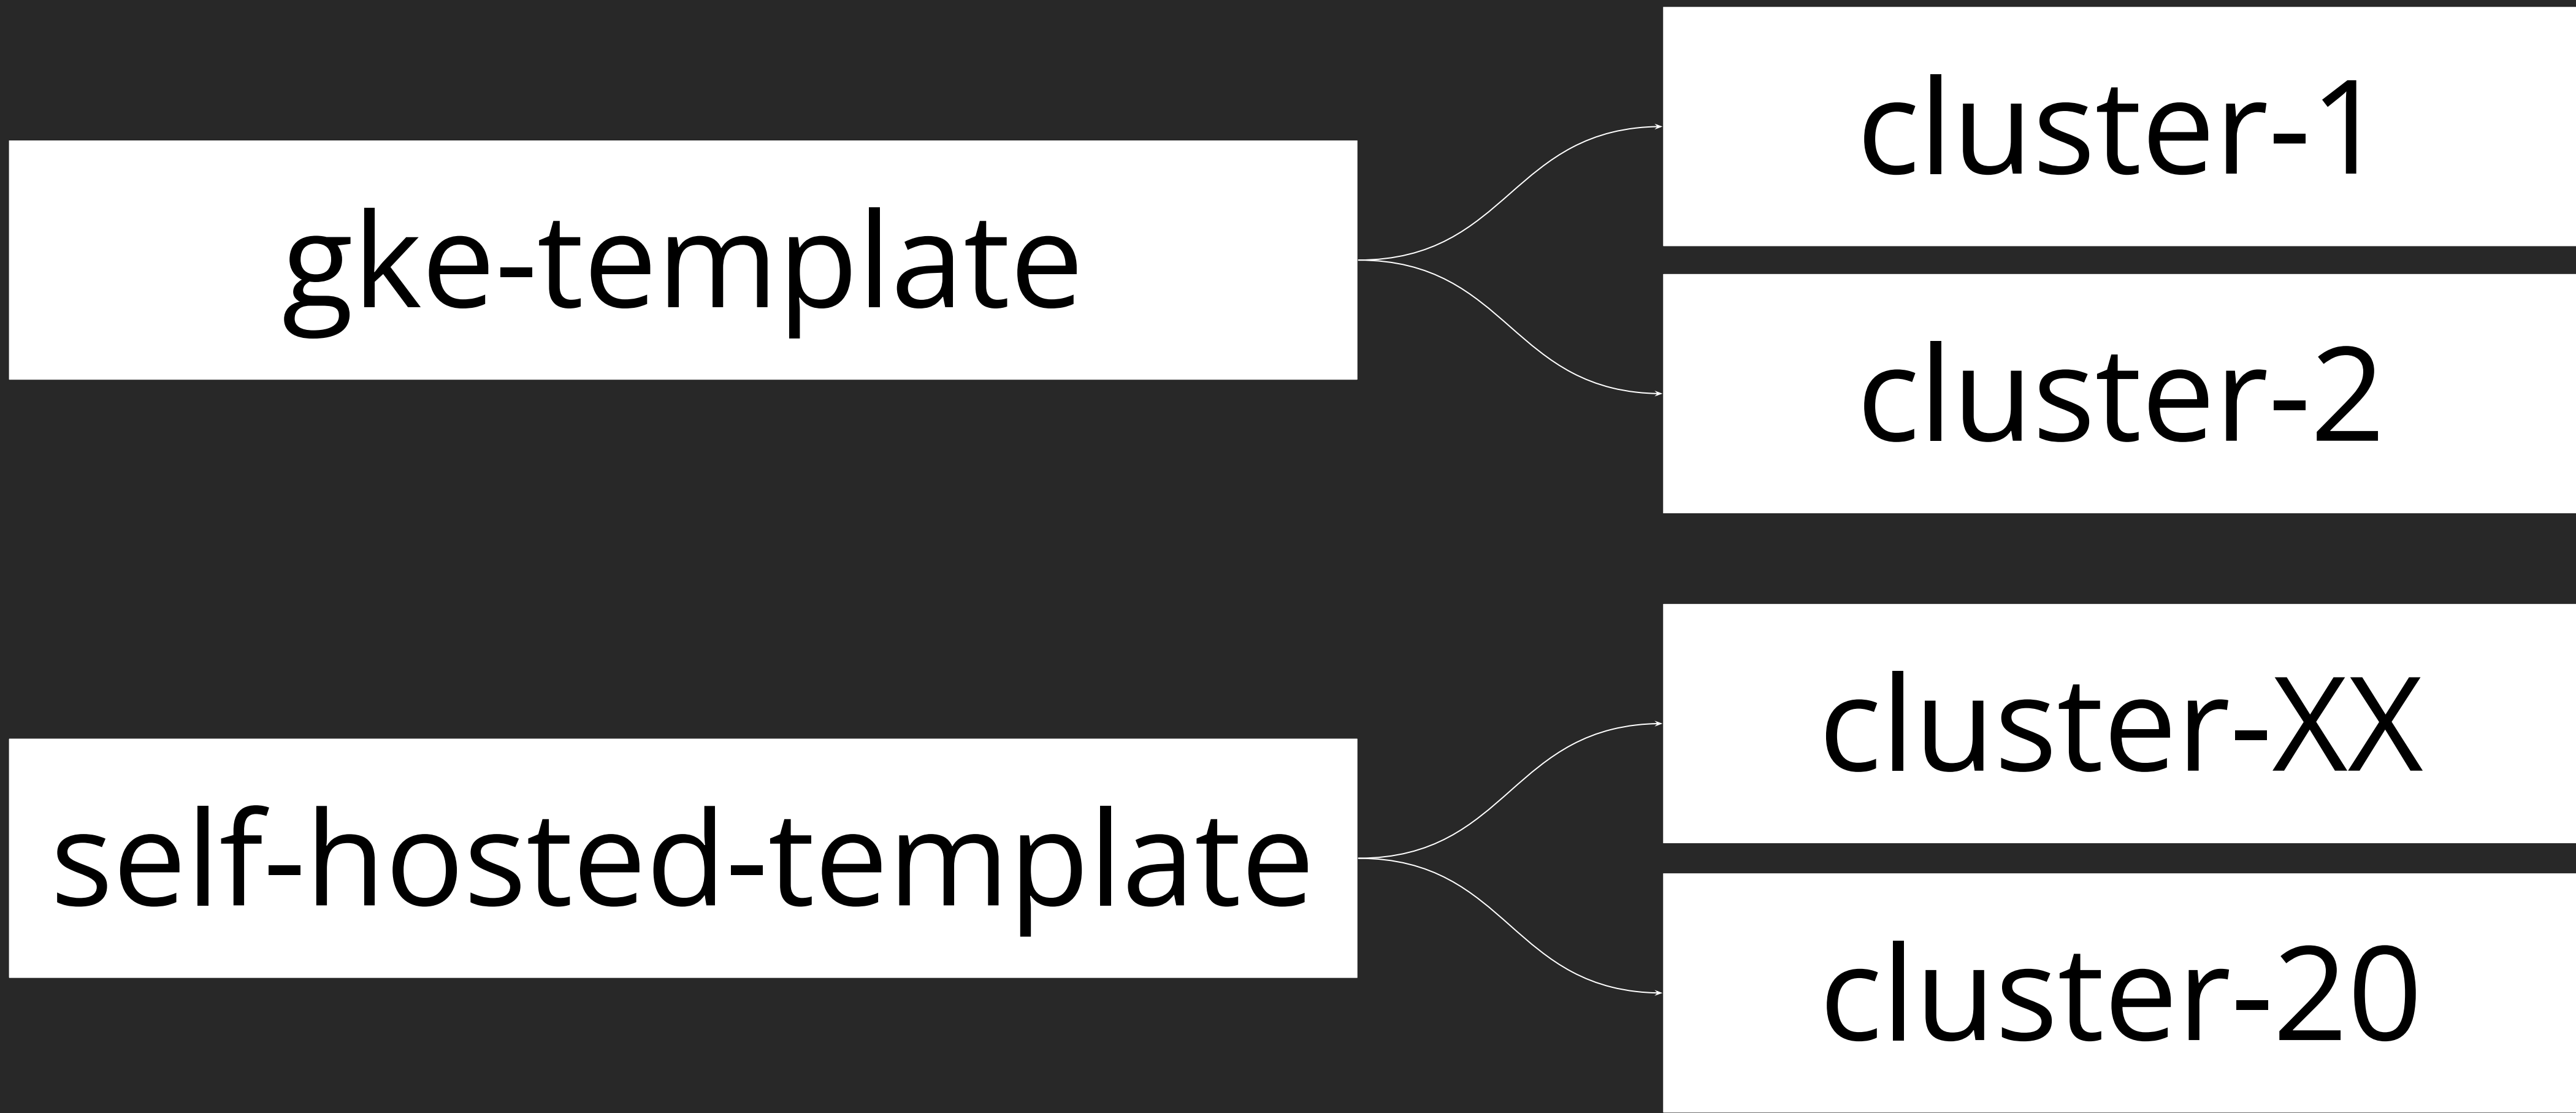 gke-template
cluster-1
cluster-2
self-hosted-template
cluster-XX
cluster-20